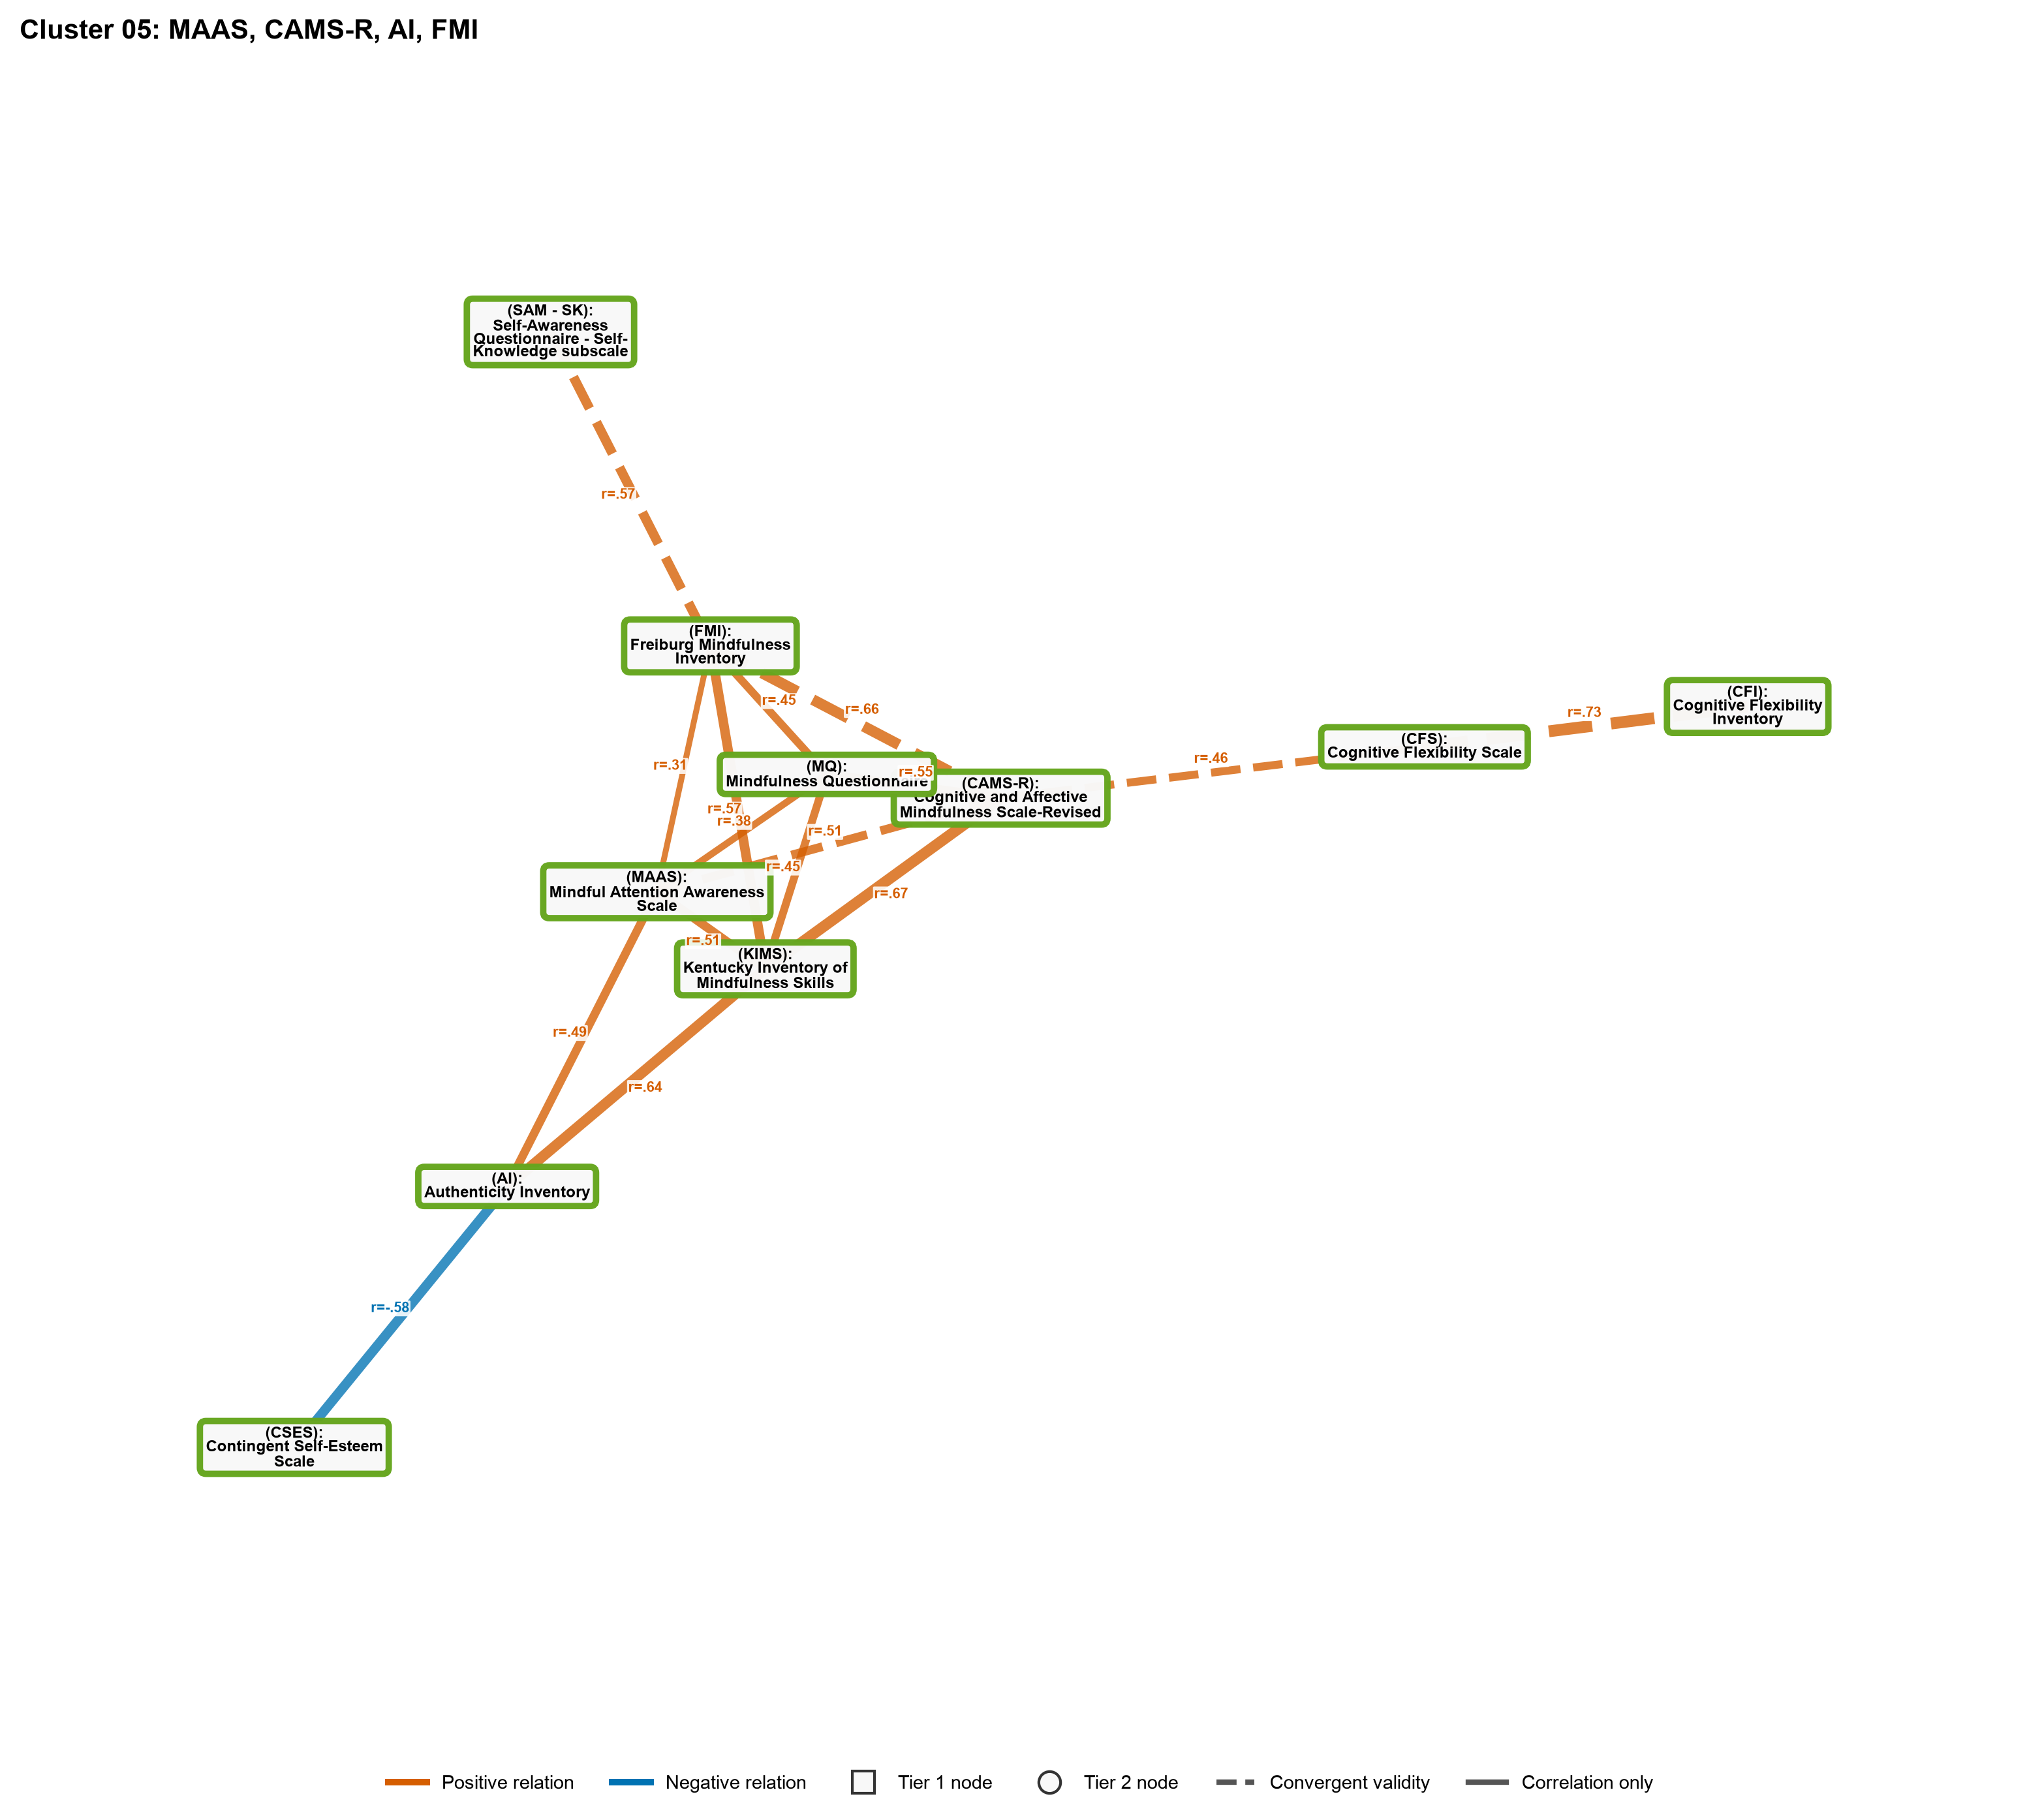 Cluster 05: MAAS, CAMS-R, AI, FMI
(SAM - SK):
Self-Awareness
Questionnaire - Self-
Knowledge subscale
r=.57
(FMI):
Freiburg Mindfulness
Inventory
r=.45
r=.66
(CFI):
Cognitive Flexibility
Inventory
r=.73
(CFS):
Cognitive Flexibility Scale
r=.46
r=.31
(MQ):
Mindfulness Questionnaire
r=.55
(CAMS-R):
Cognitive and Affective
Mindfulness Scale-Revised
r=.57
r=.38
r=.51
r=.45
(MAAS):
Mindful Attention Awareness
Scale
r=.67
r=.51
(KIMS):
Kentucky Inventory of
Mindfulness Skills
r=.49
r=.64
(AI):
Authenticity Inventory
r=-.58
(CSES):
Contingent Self-Esteem
Scale
Positive relation
Negative relation
Tier 1 node
Tier 2 node
Convergent validity
Correlation only